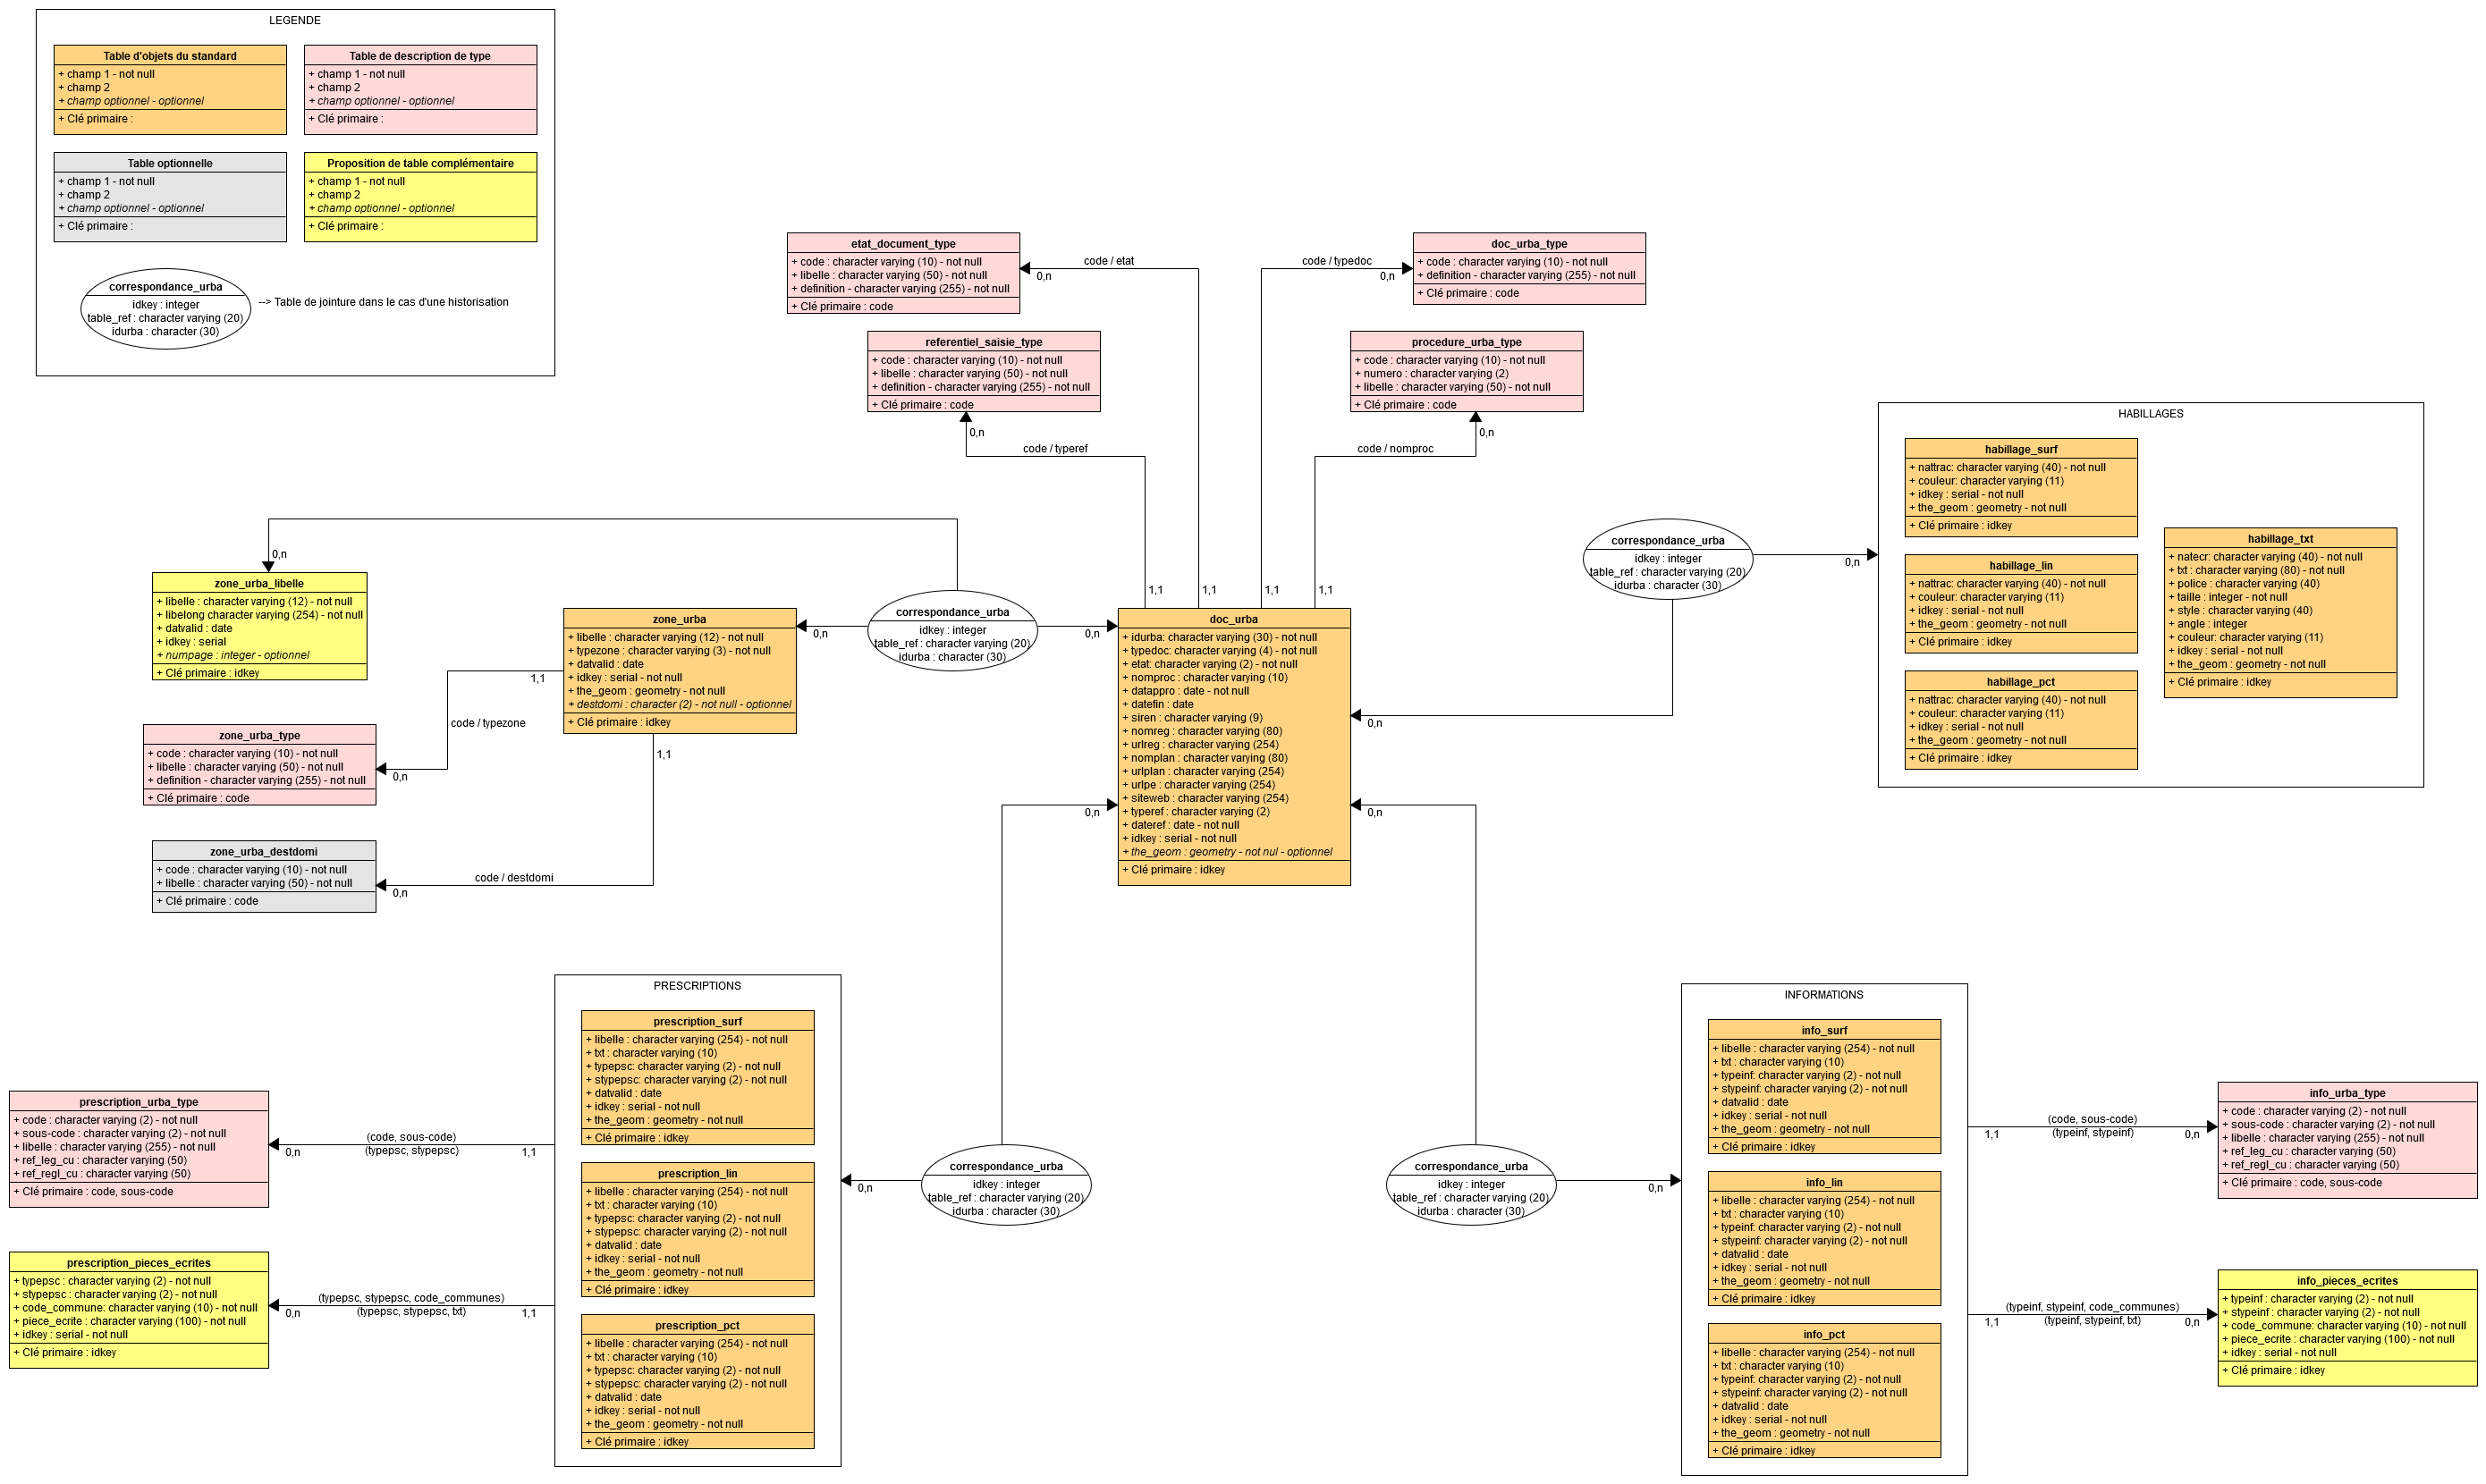 LEGENDE
Table d'objets du standard
+ champ 1 - not null
+ champ 2
+ champ optionnel - optionnel
+ Clé primaire :
Table de description de type
+ champ 1 - not null
+ champ 2
+ champ optionnel - optionnel
+ Clé primaire :
Table optionnelle
+ champ 1 - not null
+ champ 2
+ champ optionnel - optionnel
+ Clé primaire :
Proposition de table complémentaire
+ champ 1 - not null
+ champ 2
+ champ optionnel - optionnel
+ Clé primaire :
correspondance_urba
idkey : integer
table_ref : character varying (20)
idurba : character (30)
--> Table de jointure dans le cas d'une historisation
etat_document_type
+ code : character varying (10) - not null
+ libelle : character varying (50) - not null
+ definition - character varying (255) - not null
+ Clé primaire : code
0,n
code / etat
doc_urba_type
+ code : character varying (10) - not null
+ definition - character varying (255) - not null
+ Clé primaire : code
code / typedoc
0,n
referentiel_saisie_type
+ code : character varying (10) - not null
+ libelle : character varying (50) - not null
+ definition - character varying (255) - not null
+ Clé primaire : code
0,n
code / typeref
procedure_urba_type
+ code : character varying (10) - not null
+ numero : character varying (2)
+ libelle : character varying (50) - not null
+ Clé primaire : code
0,n
code / nomproc
1,1
1,1
1,1
1,1
HABILLAGES
habillage_surf
+ nattrac: character varying (40) - not null
+ couleur: character varying (11)
+ idkey : serial - not null
+ the_geom : geometry - not null
+ Clé primaire : idkey
habillage_lin
+ nattrac: character varying (40) - not null
+ couleur: character varying (11)
+ idkey : serial - not null
+ the_geom : geometry - not null
+ Clé primaire : idkey
habillage_pct
+ nattrac: character varying (40) - not null
+ couleur: character varying (11)
+ idkey : serial - not null
+ the_geom : geometry - not null
+ Clé primaire : idkey
habillage_txt
+ natecr: character varying (40) - not null
+ txt : character varying (80) - not null
+ police : character varying (40)
+ taille : integer - not null
+ style : character varying (40)
+ angle : integer
+ couleur: character varying (11)
+ idkey : serial - not null
+ the_geom : geometry - not null
+ Clé primaire : idkey
correspondance_urba
idkey : integer
table_ref : character varying (20)
idurba : character (30)
0,n
0,n
0,n
zone_urba_libelle
+ libelle : character varying (12) - not null
+ libelong character varying (254) - not null
+ datvalid : date
+ idkey : serial
+ numpage : integer - optionnel
+ Clé primaire : idkey
zone_urba
+ libelle : character varying (12) - not null
+ typezone : character varying (3) - not null
+ datvalid : date
+ idkey : serial - not null
+ the_geom : geometry - not null
+ destdomi : character (2) - not null - optionnel
+ Clé primaire : idkey
0,n
correspondance_urba
idkey : integer
table_ref : character varying (20)
idurba : character (30)
0,n
doc_urba
+ idurba: character varying (30) - not null
+ typedoc: character varying (4) - not null
+ etat: character varying (2) - not null
+ nomproc : character varying (10)
+ datappro : date - not null
+ datefin : date
+ siren : character varying (9)
+ nomreg : character varying (80)
+ urlreg : character varying (254)
+ nomplan : character varying (80)
+ urlplan : character varying (254)
+ urlpe : character varying (254)
+ siteweb : character varying (254)
+ typeref : character varying (2)
+ dateref : date - not null
+ idkey : serial - not null
+ the_geom : geometry - not nul - optionnel
+ Clé primaire : idkey
1,1
code / typezone
0,n
zone_urba_type
+ code : character varying (10) - not null
+ libelle : character varying (50) - not null
+ definition - character varying (255) - not null
+ Clé primaire : code
1,1
code / destdomi
0,n
zone_urba_destdomi
+ code : character varying (10) - not null
+ libelle : character varying (50) - not null
+ Clé primaire : code
0,n
0,n
PRESCRIPTIONS
prescription_surf
+ libelle : character varying (254) - not null
+ txt : character varying (10)
+ typepsc: character varying (2) - not null
+ stypepsc: character varying (2) - not null
+ datvalid : date
+ idkey : serial - not null
+ the_geom : geometry - not null
+ Clé primaire : idkey
prescription_lin
+ libelle : character varying (254) - not null
+ txt : character varying (10)
+ typepsc: character varying (2) - not null
+ stypepsc: character varying (2) - not null
+ datvalid : date
+ idkey : serial - not null
+ the_geom : geometry - not null
+ Clé primaire : idkey
prescription_pct
+ libelle : character varying (254) - not null
+ txt : character varying (10)
+ typepsc: character varying (2) - not null
+ stypepsc: character varying (2) - not null
+ datvalid : date
+ idkey : serial - not null
+ the_geom : geometry - not null
+ Clé primaire : idkey
prescription_urba_type
+ code : character varying (2) - not null
+ sous-code : character varying (2) - not null
+ libelle : character varying (255) - not null
+ ref_leg_cu : character varying (50)
+ ref_regl_cu : character varying (50)
+ Clé primaire : code, sous-code
(code, sous-code)
0,n
(typepsc, stypepsc)
1,1
prescription_pieces_ecrites
+ typepsc : character varying (2) - not null
+ stypepsc : character varying (2) - not null
+ code_commune: character varying (10) - not null
+ piece_ecrite : character varying (100) - not null
+ idkey : serial - not null
+ Clé primaire : idkey
(typepsc, stypepsc, code_communes)
0,n
(typepsc, stypepsc, txt)
1,1
0,n
correspondance_urba
idkey : integer
table_ref : character varying (20)
idurba : character (30)
correspondance_urba
idkey : integer
table_ref : character varying (20)
idurba : character (30)
0,n
INFORMATIONS
info_surf
+ libelle : character varying (254) - not null
+ txt : character varying (10)
+ typeinf: character varying (2) - not null
+ stypeinf: character varying (2) - not null
+ datvalid : date
+ idkey : serial - not null
+ the_geom : geometry - not null
+ Clé primaire : idkey
info_lin
+ libelle : character varying (254) - not null
+ txt : character varying (10)
+ typeinf: character varying (2) - not null
+ stypeinf: character varying (2) - not null
+ datvalid : date
+ idkey : serial - not null
+ the_geom : geometry - not null
+ Clé primaire : idkey
info_pct
+ libelle : character varying (254) - not null
+ txt : character varying (10)
+ typeinf: character varying (2) - not null
+ stypeinf: character varying (2) - not null
+ datvalid : date
+ idkey : serial - not null
+ the_geom : geometry - not null
+ Clé primaire : idkey
(code, sous-code)
1,1
(typeinf, stypeinf)
0,n
info_urba_type
+ code : character varying (2) - not null
+ sous-code : character varying (2) - not null
+ libelle : character varying (255) - not null
+ ref_leg_cu : character varying (50)
+ ref_regl_cu : character varying (50)
+ Clé primaire : code, sous-code
(typeinf, stypeinf, code_communes)
1,1
(typeinf, stypeinf, txt)
0,n
info_pieces_ecrites
+ typeinf : character varying (2) - not null
+ stypeinf : character varying (2) - not null
+ code_commune: character varying (10) - not null
+ piece_ecrite : character varying (100) - not null
+ idkey : serial - not null
+ Clé primaire : idkey